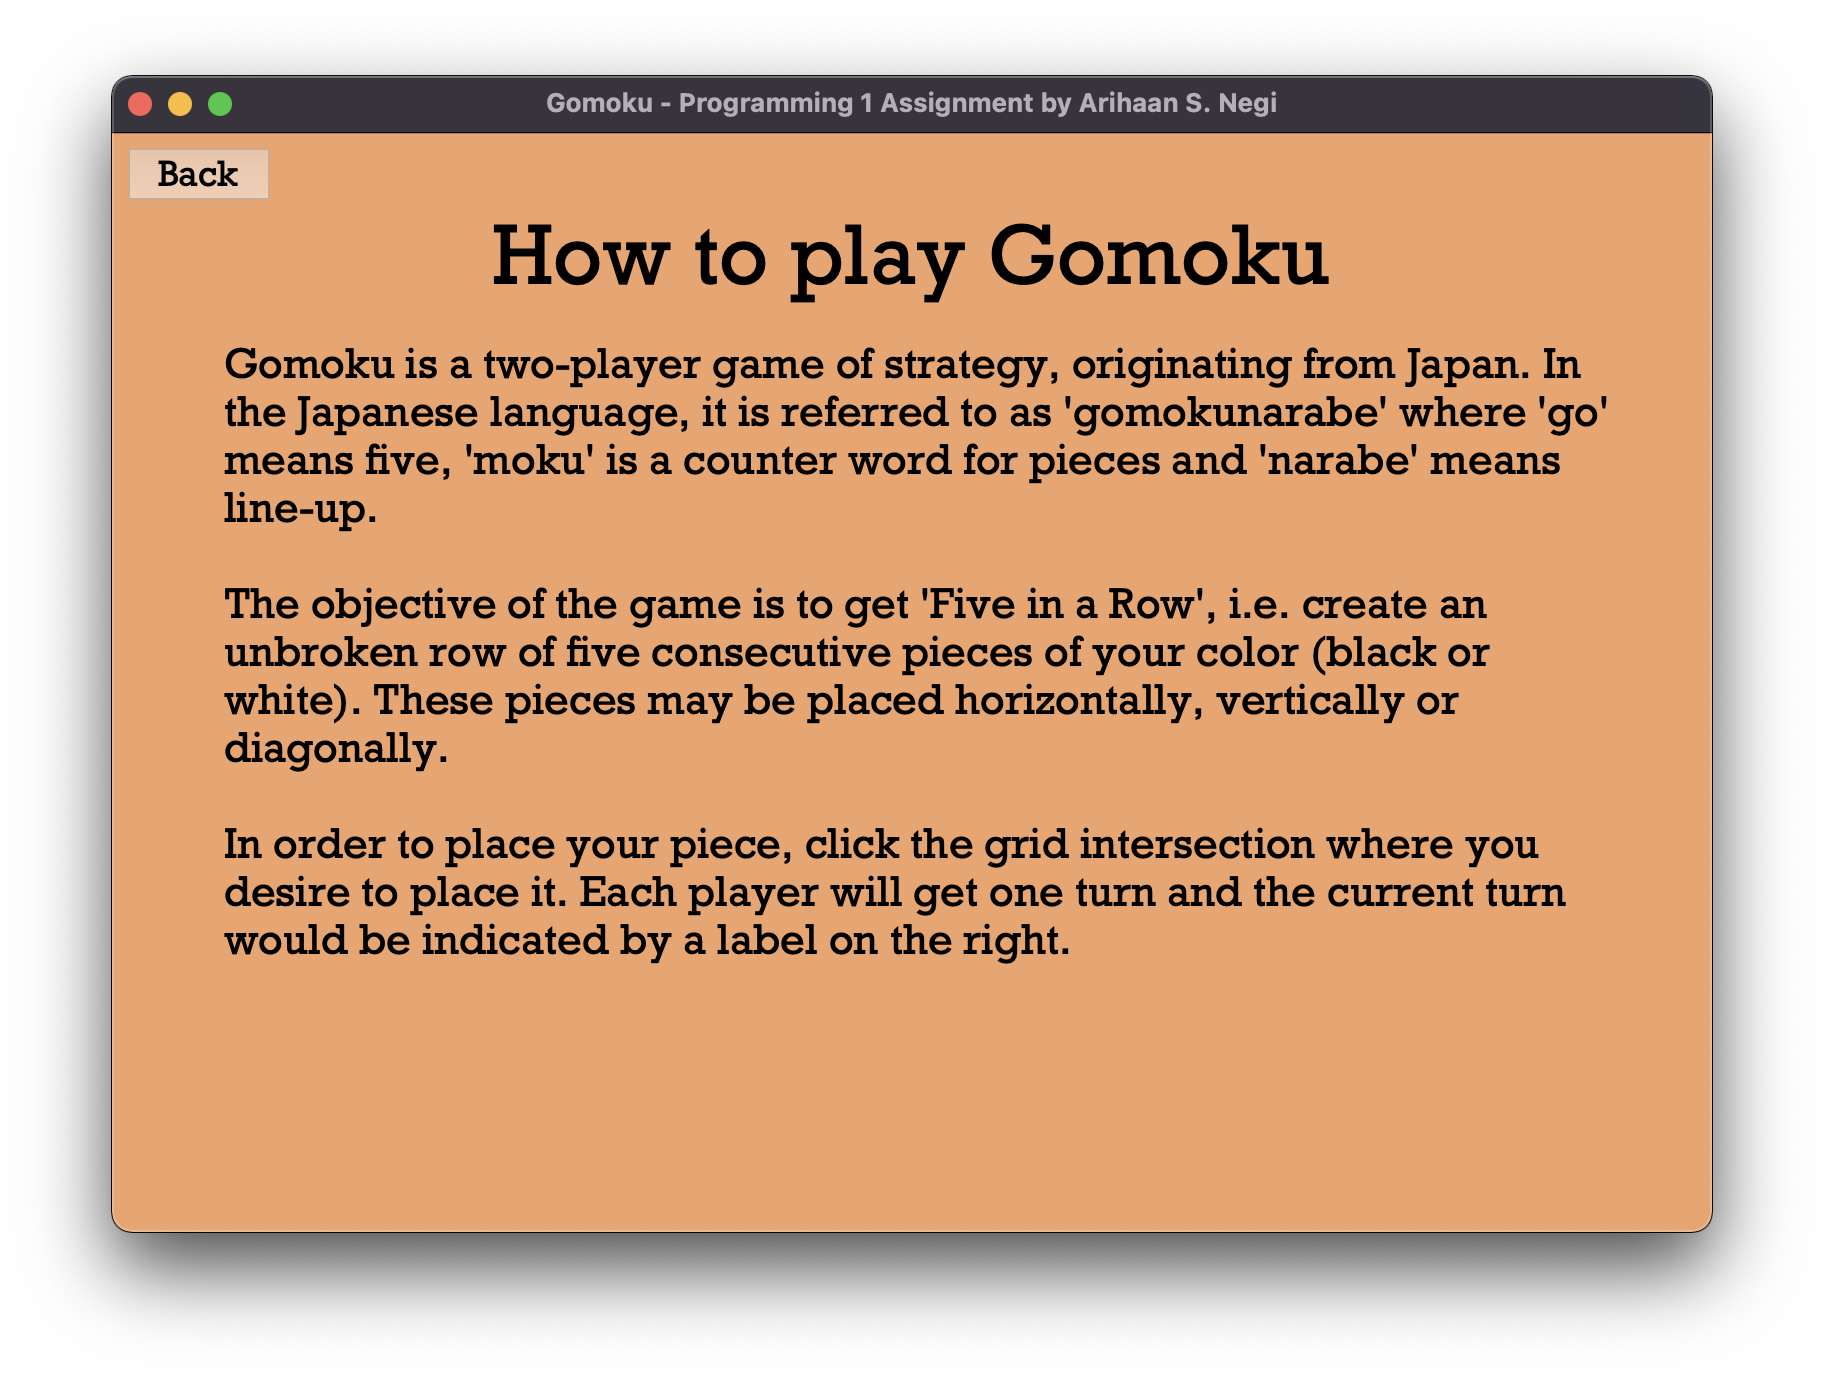 Gomoku - Programming 1 Assignment by Arihaan S. Negi
Back
How to play Gomoku
Gomoku is a two-player game of strategy, originating from Japan. In
the Japanese language, it is referred to as 'gomokunarabe' where 'go'
means five, 'moku' is a counter word for pieces and 'narabe' means
line-up.
The objective of the game is to get 'Five in a Row', i.e. create an
unbroken row of five consecutive pieces of your color (black or
white). These pieces may be placed horizontally, vertically or
diagonally.
In order to place your piece, click the grid intersection where you
desire to place it. Each player will get one turn and the current turn
would be indicated by a label on the right.